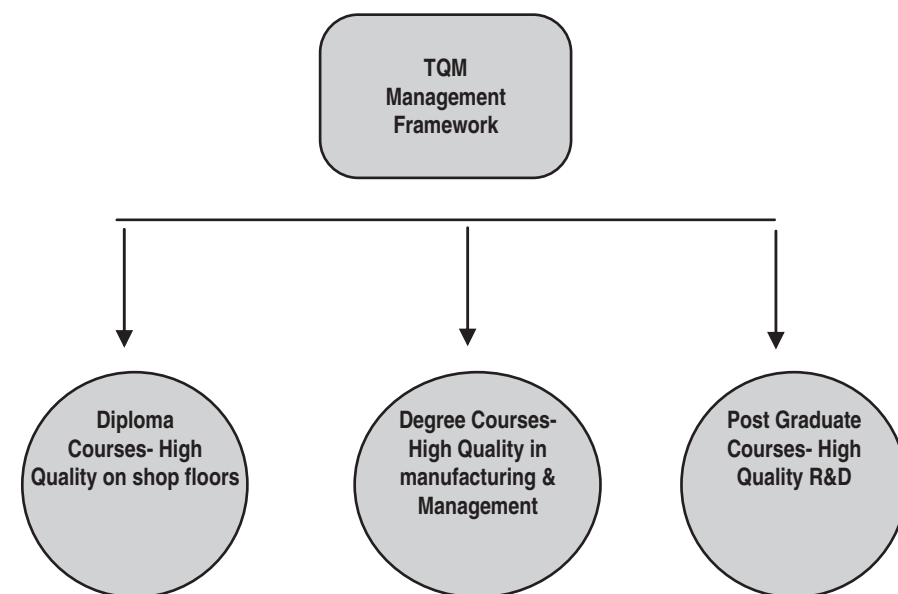 TQM
Management
Framework
Diploma
Courses- High
Quality on shop floors
Degree Courses-
High Quality in
manufacturing &
Management
Post Graduate
Courses- High
Quality R&D